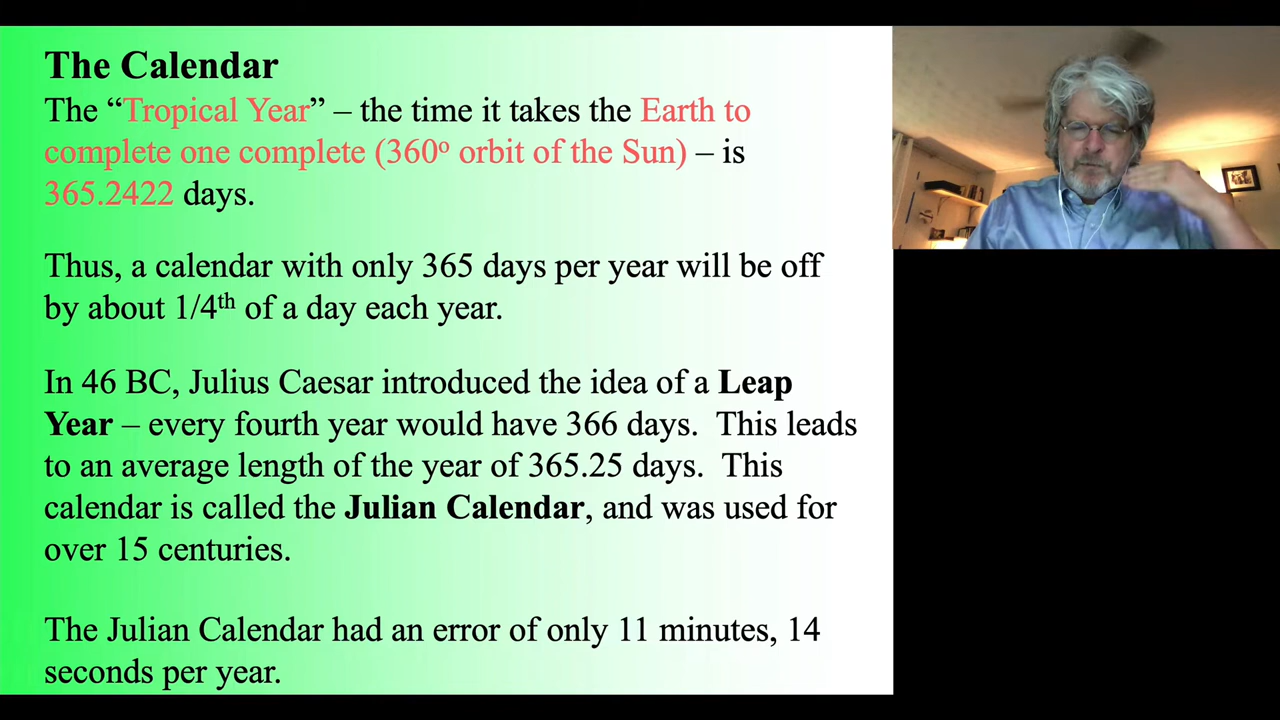 The Calendar
The “Tropical Year” – the time it takes the Earth to
complete one complete (360º orbit of the Sun) – is
365.2422 days.
Thus, a calendar with only 365 days per year will be off
by about 1/4th of a day each year.
In 46 BC, Julius Caesar introduced the idea of a Leap
Year – every fourth year would have 366 days.  This leads
to an average length of the year of 365.25 days.  This
calendar is called the Julian Calendar, and was used for
over 15 centuries.
The Julian Calendar had an error of only 11 minutes, 14
seconds per year.